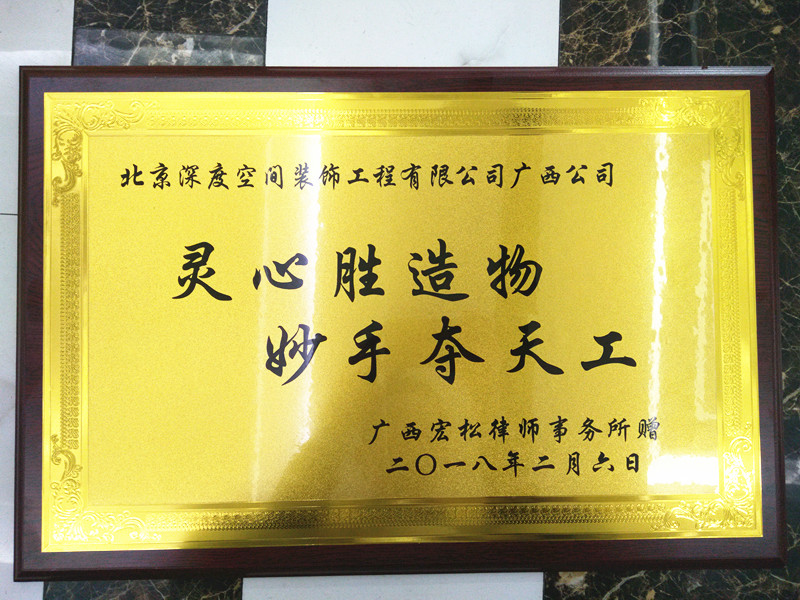 北京深度空间装饰工程有限公司广西公司
灵心胜造物
妙手夺天工
广西宏松律师事务所赠
二〇一八年二月六日